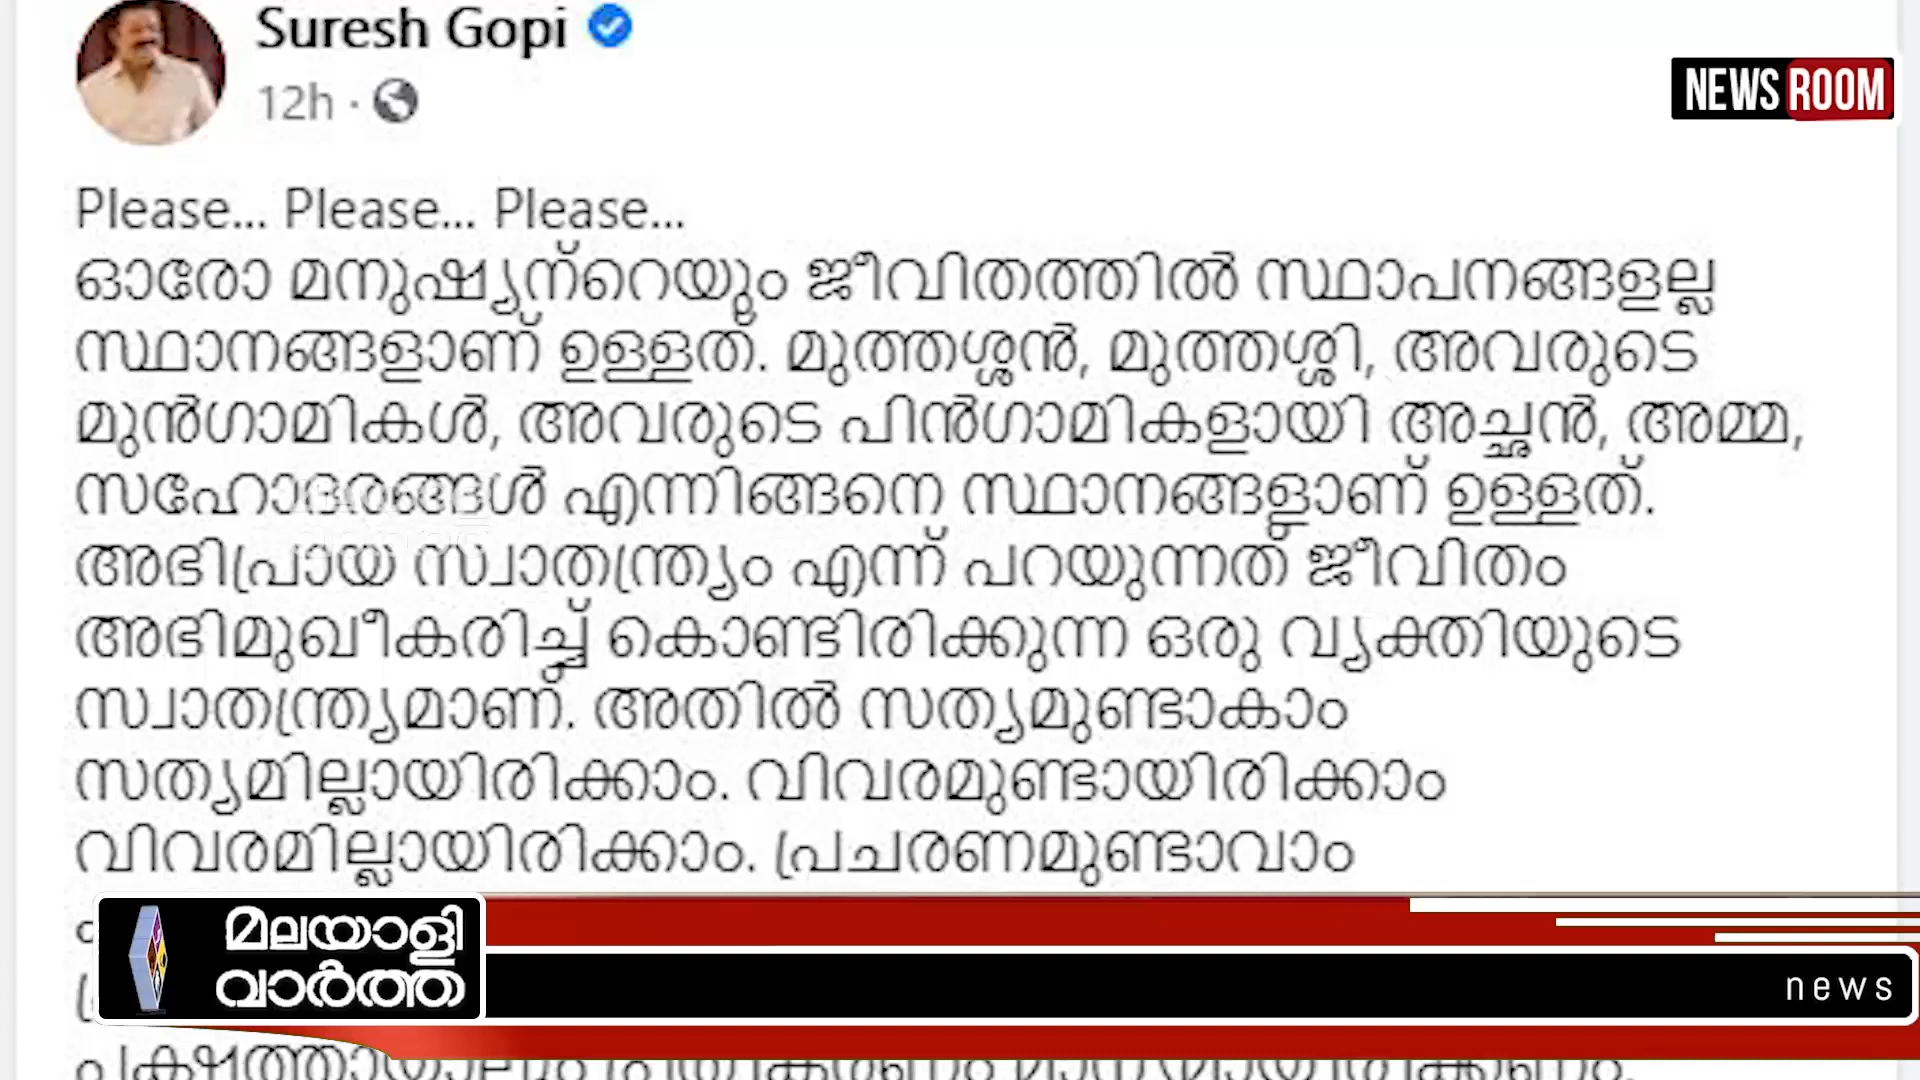 Suresh Gopi
12h ·
NEWS ROOM
Please... Please... Please...
ഓരോ മനുഷ്യന്റെയും ജീവിതത്തിൽ സ്ഥാപനങ്ങളല്ല
സ്ഥാനങ്ങളാണ് ഉള്ളത്. മുത്തശ്ശൻ, മുത്തശ്ശി, അവരുടെ
മുൻഗാമികൾ, അവരുടെ പിൻഗാമികളായി അച്ഛൻ, അമ്മ,
സഹോദരങ്ങൾ എന്നിങ്ങനെ സ്ഥാനങ്ങളാണ് ഉള്ളത്.
അഭിപ്രായ സ്വാതന്ത്ര്യം എന്ന് പറയുന്നത് ജീവിതം
അഭിമുഖീകരിച്ച് കൊണ്ടിരിക്കുന്ന ഒരു വ്യക്തിയുടെ
സ്വാതന്ത്ര്യമാണ്. അതിൽ സത്യമുണ്ടാകാം
സത്യമില്ലായിരിക്കാം. വിവരമുണ്ടായിരിക്കാം
വിവരമില്ലായിരിക്കാം. പ്രചരണമുണ്ടാവാം
മലയാളി
വാർത്ത
news